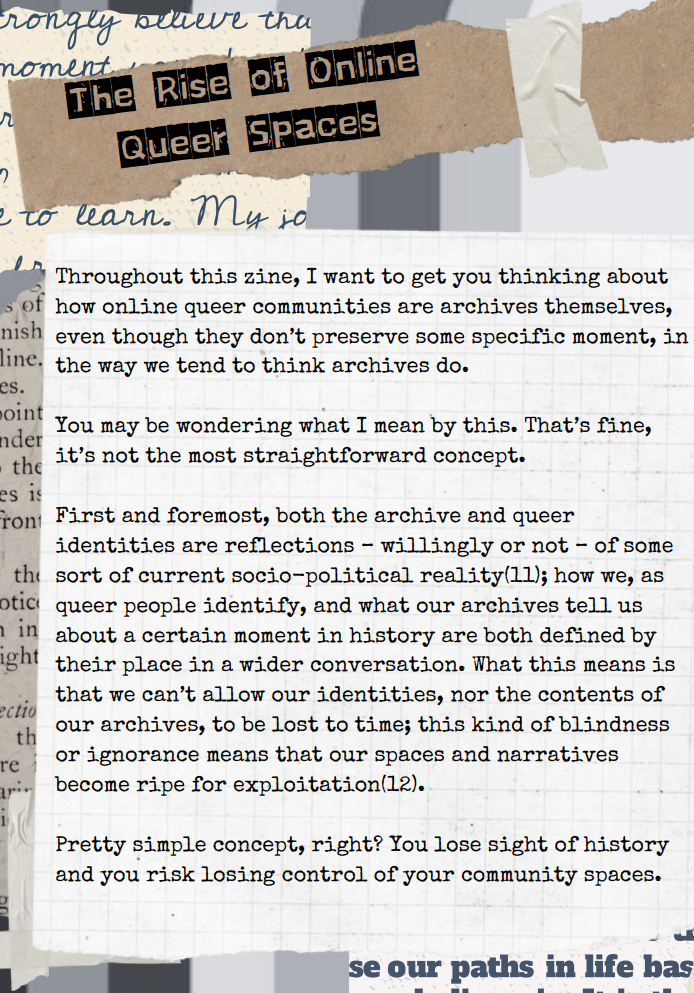 strongly believe tha
moment
The Rise of Online
Queer Spaces
e to learn. My jo
Throughout this zine, I want to get you thinking about
how online queer communities are archives themselves,
even though they don't preserve some specific moment, in
the way we tend to think archives do.
You may be wondering what I mean by this. That's fine,
it's not the most straightforward concept.
First and foremost, both the archive and queer
identities are reflections - willingly or not - of some
sort of current socio-political reality(11); how we, as
queer people identify, and what our archives tell us
about a certain moment in history are both defined by
their place in a wider conversation. What this means is
that we can't allow our identities, nor the contents of
our archives, to be lost to time; this kind of blindness
or ignorance means that our spaces and narratives
become ripe for exploitation(12).
Pretty simple concept, right? You lose sight of history
and you risk losing control of your community spaces.
s of
nish
line.
es.
point
nder
the
es is
front
the
otic
n in
ight
ectio
th
re
se our paths in life bas